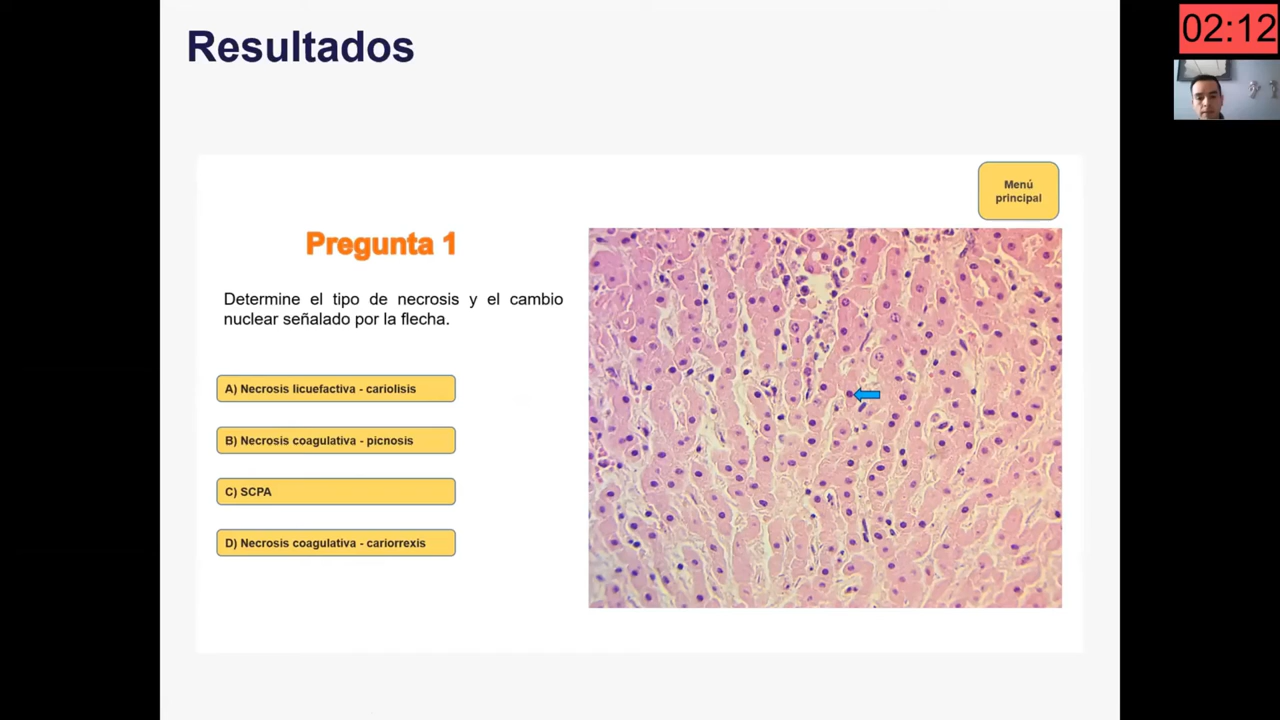 Resultados
02:12
Menú
principal
Pregunta 1
Determine el tipo de necrosis y el cambio
nuclear señalado por la flecha.
A) Necrosis licuefactiva - cariolisis
B) Necrosis coagulativa - picnosis
C) SCPA
D) Necrosis coagulativa - cariorrexis